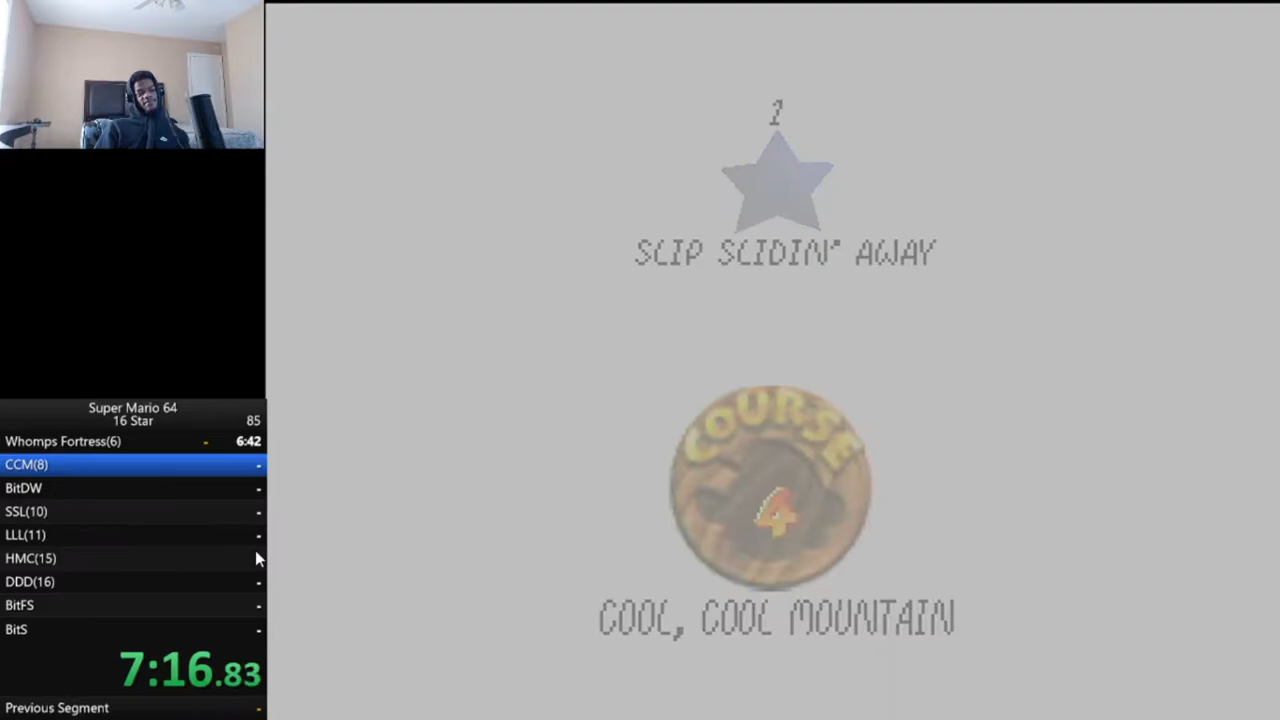 1
SLIP SLIDIN' AWAY
COURSE
4
COOL, COOL MOUNTAIN
Super Mario 64
16 Star 85
Whomps Fortress(6) - 6:42
CCM(8) -
BitDW -
SSL(10) -
LLL(11) -
HMC(15) -
DDD(16) -
BitFS -
BitS -
7:16.83
Previous Segment -